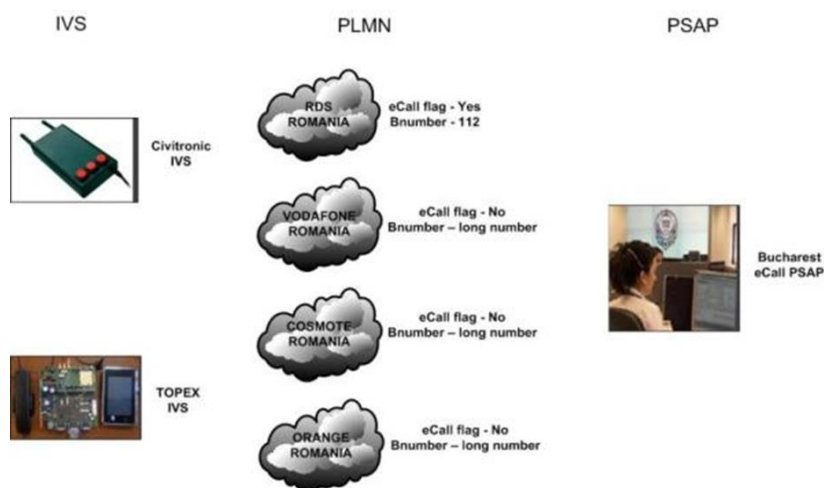 IVS
PLMN
PSAP
RDS
ROMANIA
eCall flag - Yes
Bnumber - 112
Civitronic
IVS
VODAFONE
ROMANIA
eCall flag - No
Bnumber – long number
Bucharest
eCall PSAP
COSMOTE
ROMANIA
eCall flag - No
Bnumber – long number
TOPEX
IVS
ORANGE
ROMANIA
eCall flag - No
Bnumber – long number